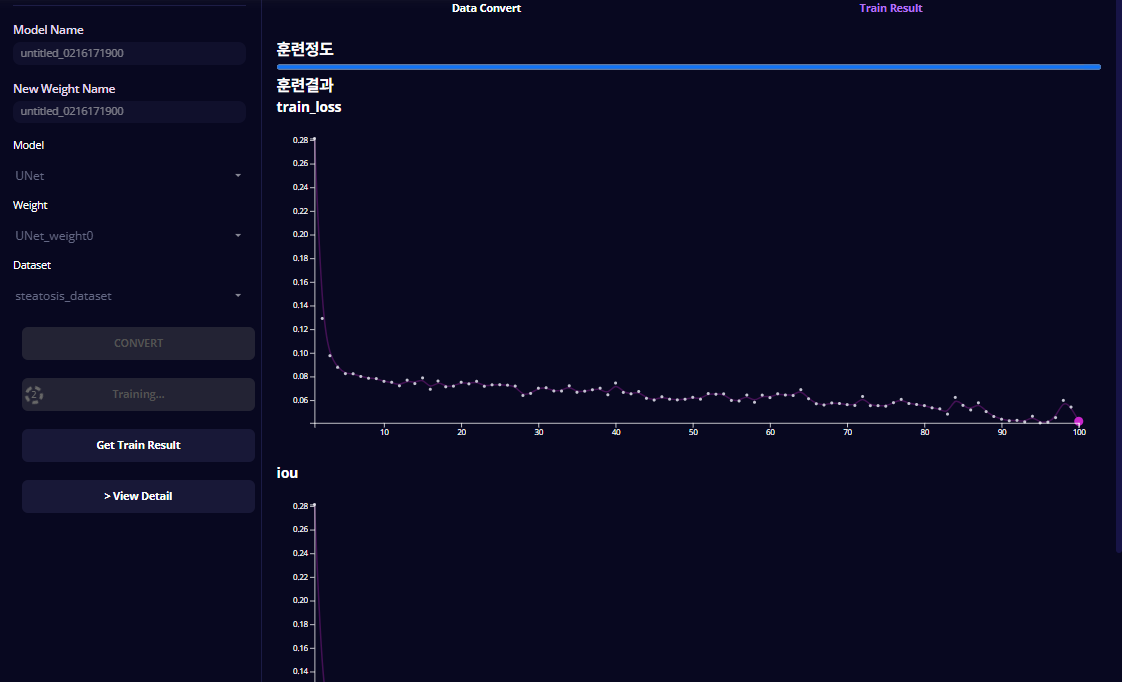 Data Convert
Train Result
Model Name
untitled_0216171900
New Weight Name
untitled_0216171900
Model
UNet
Weight
UNet_weight0
Dataset
steatosis_dataset
CONVERT
2
Training...
Get Train Result
> View Detail
훈련정도
훈련결과
train_loss
0.28
0.26
0.24
0.22
0.20
0.18
0.16
0.14
0.12
0.10
0.08
0.06
10 20 30 40 50 60 70 80 90 100
iou
0.28
0.26
0.24
0.22
0.20
0.18
0.16
0.14